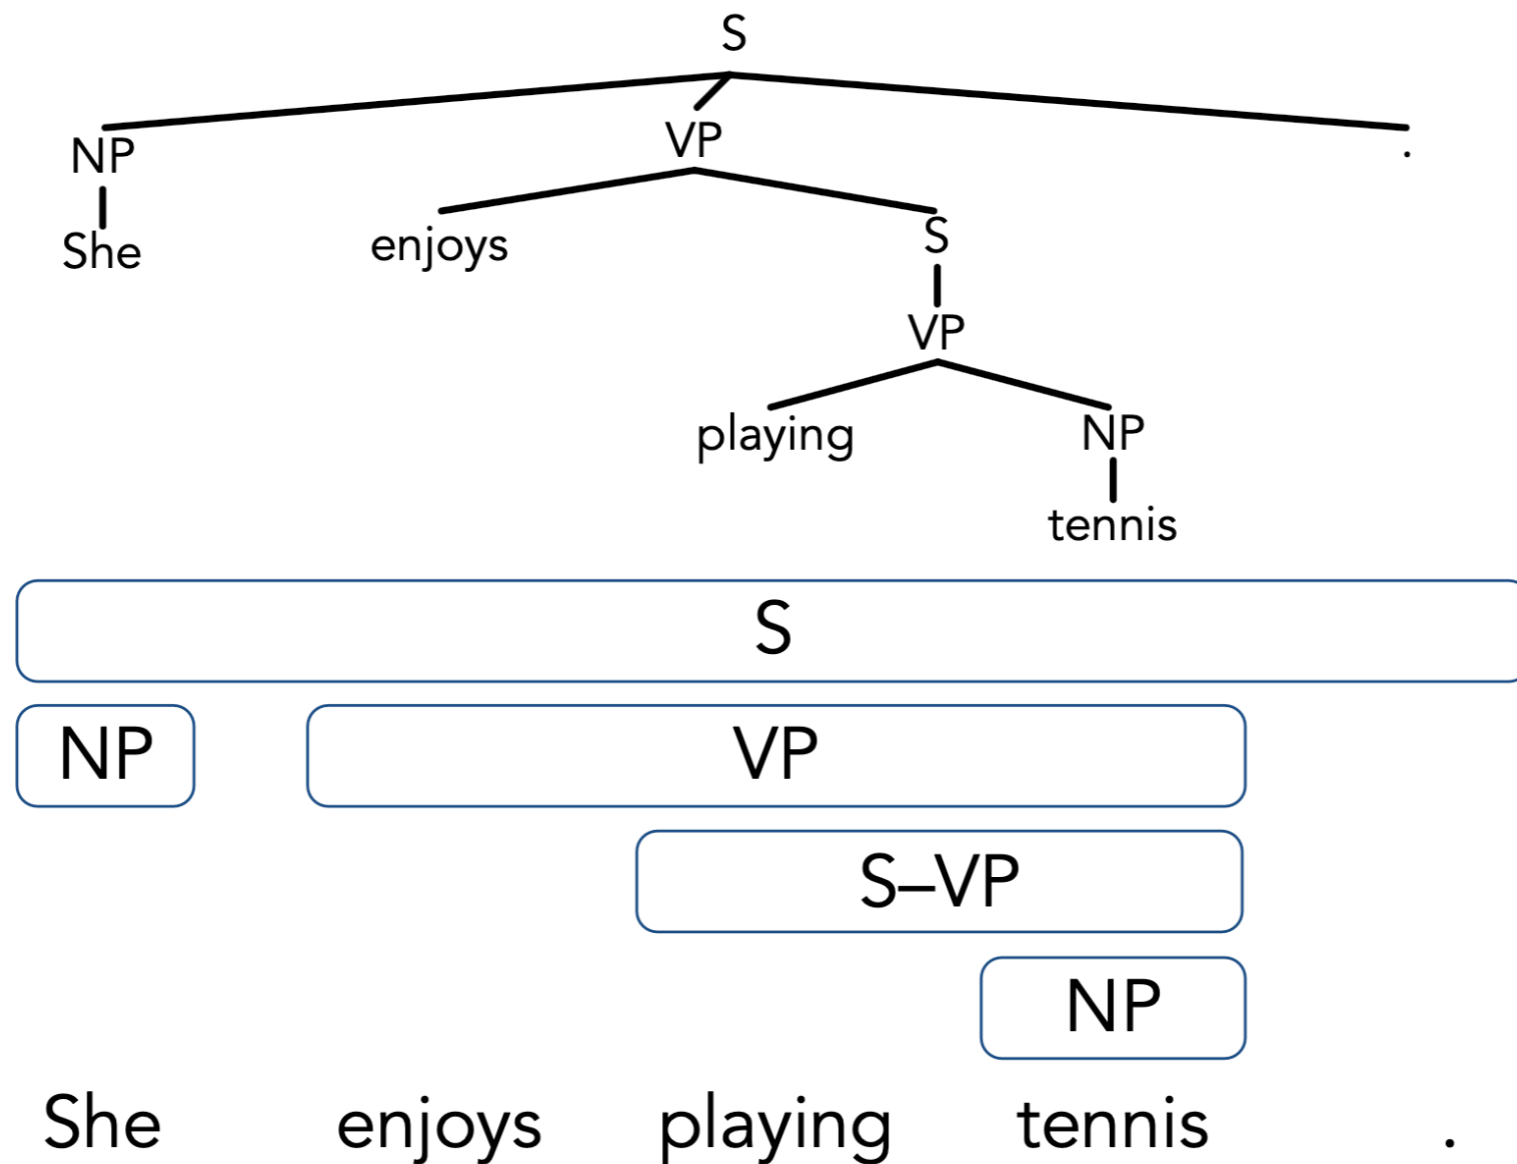 S
NP VP .
She enjoys S
VP
playing NP
tennis
S
NP VP
S–VP
NP
She enjoys playing tennis .